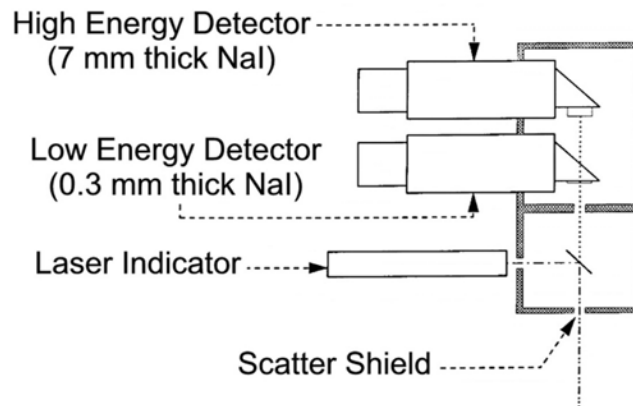 High Energy Detector
(7 mm thick NaI)
Low Energy Detector
(0.3 mm thick NaI)
Laser Indicator
Scatter Shield